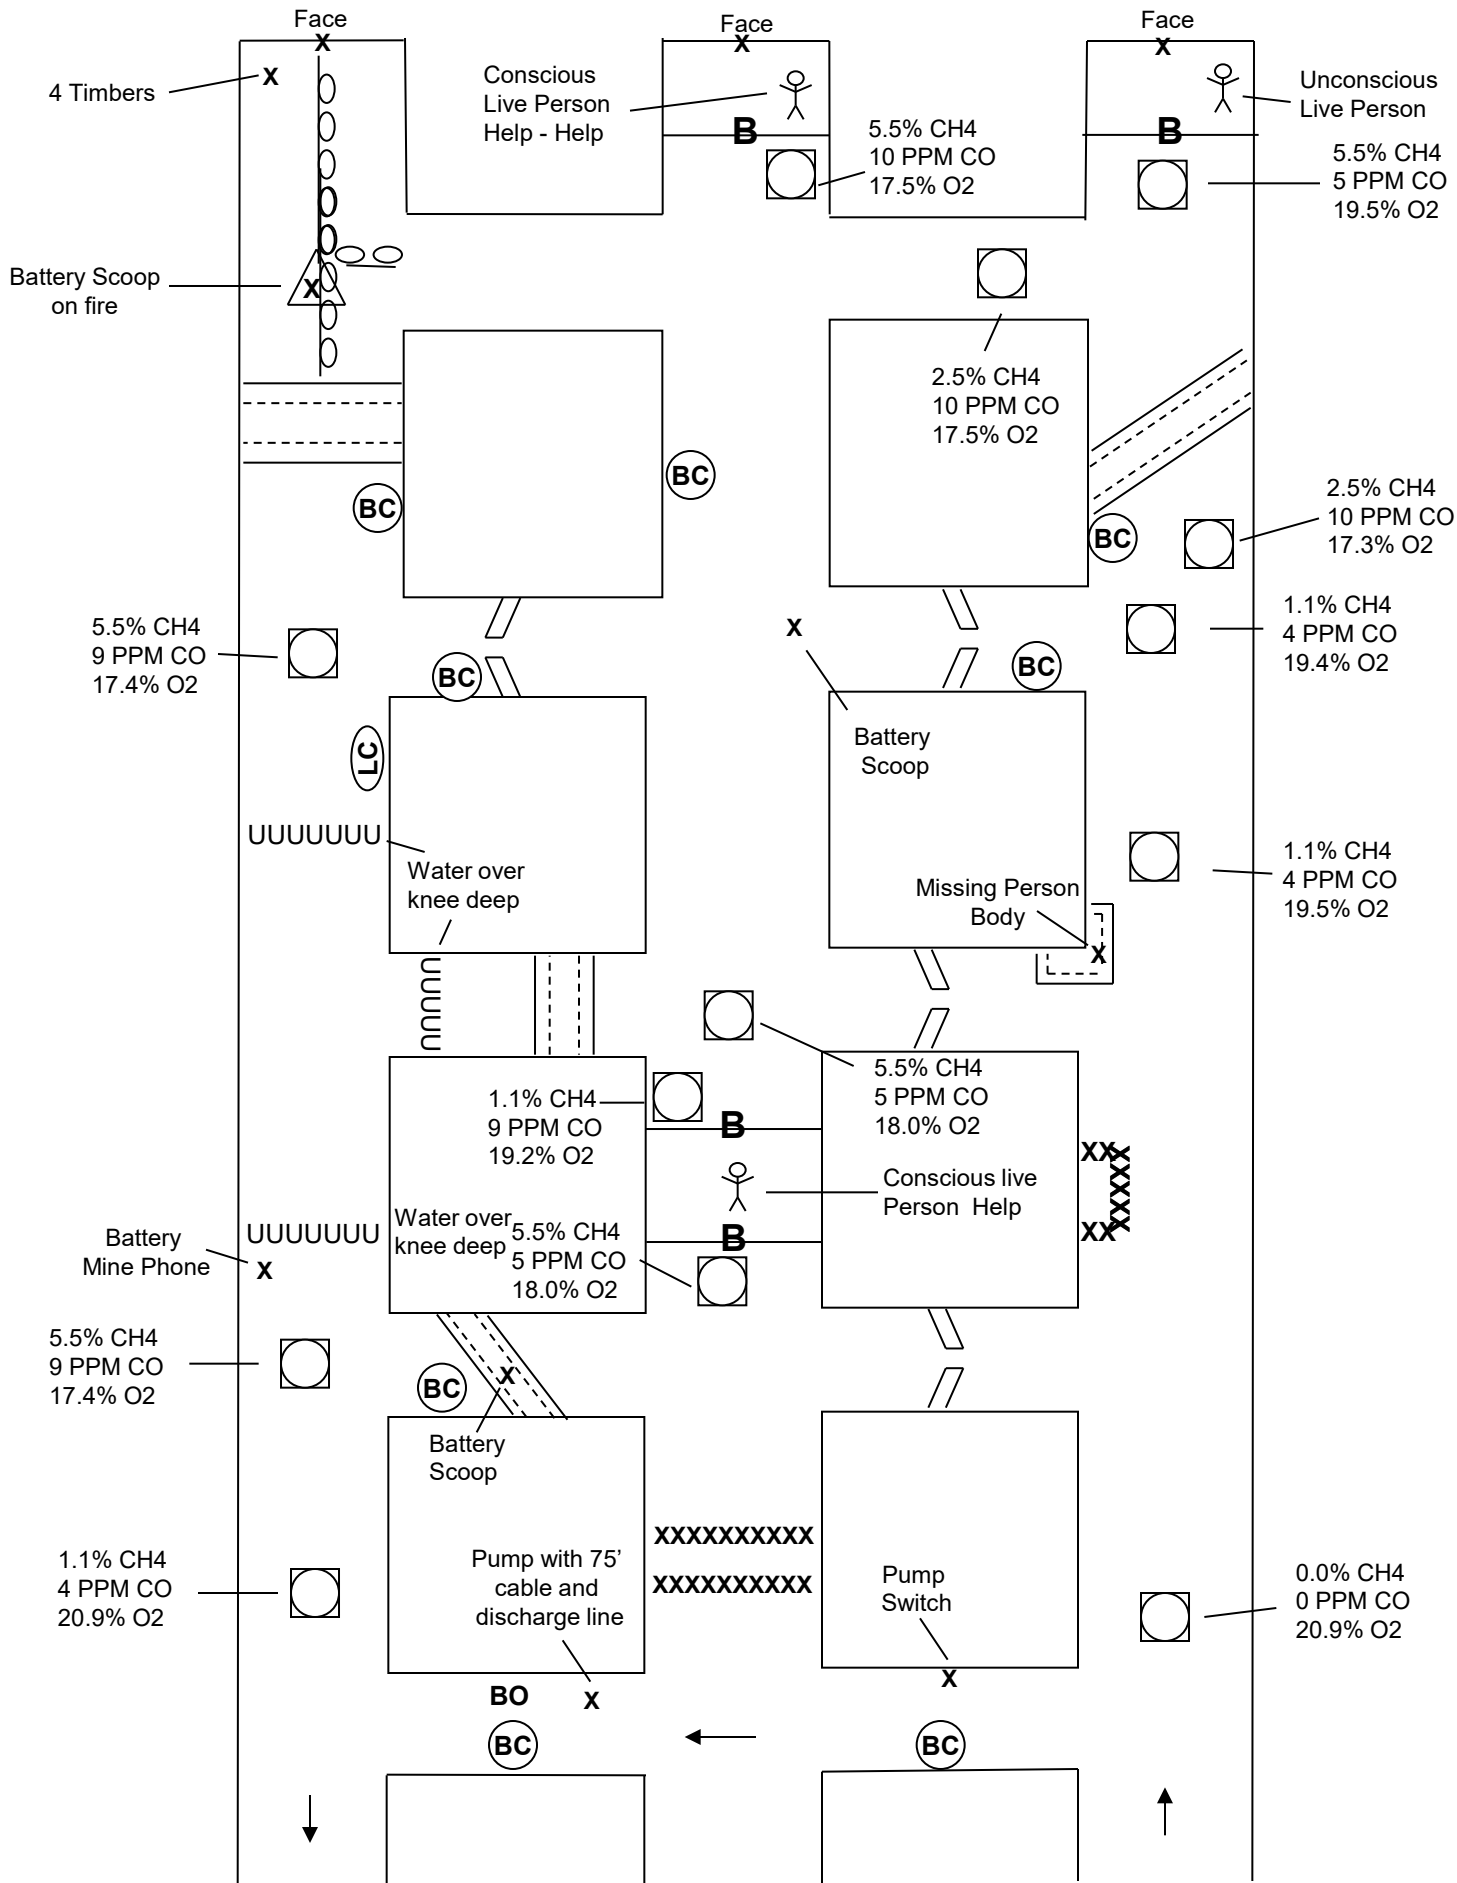 Face
Face
Face
X
X
X
X
4 Timbers
Conscious
Live Person
Help - Help
Unconscious
Live Person
B
B
5.5% CH4
10 PPM CO
17.5% O2
5.5% CH4
5 PPM CO
19.5% O2
Battery Scoop
on fire
X
2.5% CH4
10 PPM CO
17.5% O2
BC
BC
BC
2.5% CH4
10 PPM CO
17.3% O2
5.5% CH4
9 PPM CO
17.4% O2
X
1.1% CH4
4 PPM CO
19.4% O2
BC
BC
LC
Battery
Scoop
UUUUUUU
Water over
knee deep
Missing Person
Body
X
1.1% CH4
4 PPM CO
19.5% O2
UUUUU
5.5% CH4
5 PPM CO
18.0% O2
1.1% CH4
9 PPM CO
19.2% O2
B
XX
XXXXX
XX
Conscious live
Person Help
Battery
Mine Phone
X
UUUUUUU
Water over
knee deep
5.5% CH4
5 PPM CO
18.0% O2
B
5.5% CH4
9 PPM CO
17.4% O2
BC
X
Battery
Scoop
XXXXXXXXXX
XXXXXXXXXX
1.1% CH4
4 PPM CO
20.9% O2
Pump with 75’
cable and
discharge line
Pump
Switch
0.0% CH4
0 PPM CO
20.9% O2
BO
X
X
BC
BC